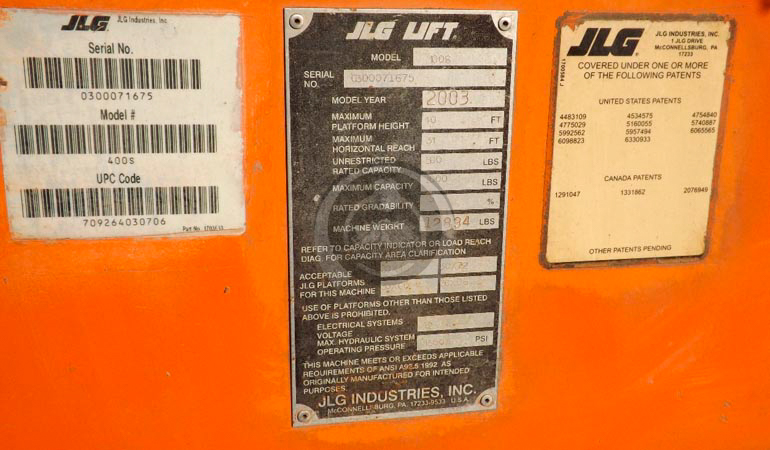 JLG JLG Industries, Inc.
Serial No.
0300071675
Model #
400S
UPC Code
709264030706
JLG LIFT
MODEL
SERIAL NO. 0300071675
MODEL YEAR 2003
MAXIMUM PLATFORM HEIGHT FT
MAXIMUM HORIZONTAL REACH FT
UNRESTRICTED RATED CAPACITY LBS
MAXIMUM CAPACITY LBS
RATED GRADABILITY %
MACHINE WEIGHT LBS
REFER TO CAPACITY INDICATOR OR LOAD REACH
DIAG. FOR CAPACITY AREA CLARIFICATION
ACCEPTABLE
JLG PLATFORMS
FOR THIS MACHINE
USE OF PLATFORMS OTHER THAN THOSE LISTED
ABOVE IS PROHIBITED.
ELECTRICAL SYSTEMS
VOLTAGE
MAX. HYDRAULIC SYSTEM
OPERATING PRESSURE PSI
THIS MACHINE MEETS OR EXCEEDS APPLICABLE
REQUIREMENTS OF ANSI 1992 AS
ORIGINALLY MANUFACTURED FOR INTENDED
PURPOSES.
JLG INDUSTRIES, INC.
McCONNELLSBURG, PA. 17233-9533 U.S.A.
JLG JLG INDUSTRIES, INC.
1 JLG DRIVE
McCONNELLSBURG, PA
17233
COVERED UNDER ONE OR MORE
OF THE FOLLOWING PATENTS
UNITED STATES PATENTS
4483109 4534575 4754840
4775029 5160055 5740887
5992562 5957494 6065565
6098823 6330933
CANADA PATENTS
1291047 1331862 2076949
OTHER PATENTS PENDING